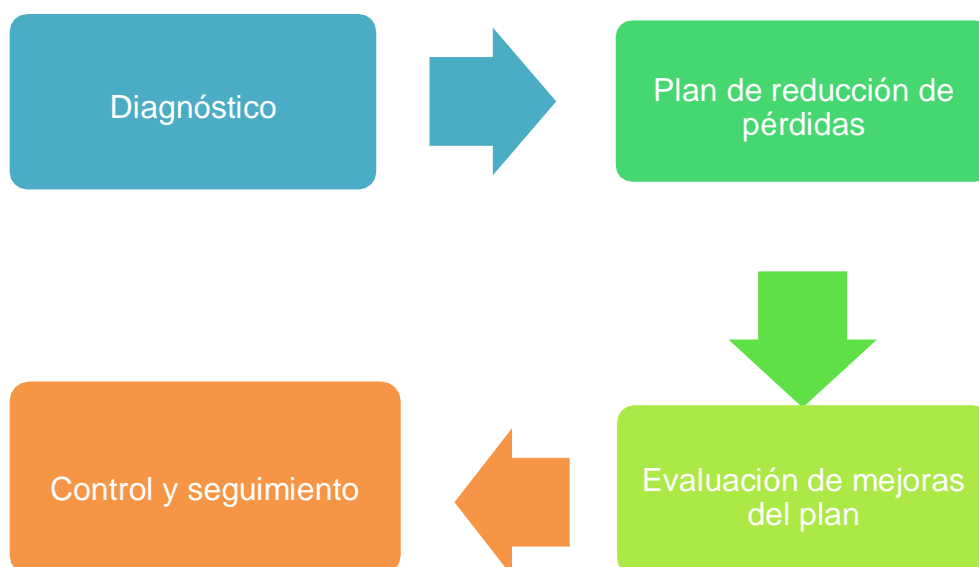 Diagnóstico
Plan de reducción de
pérdidas
Evaluación de mejoras
del plan
Control y seguimiento